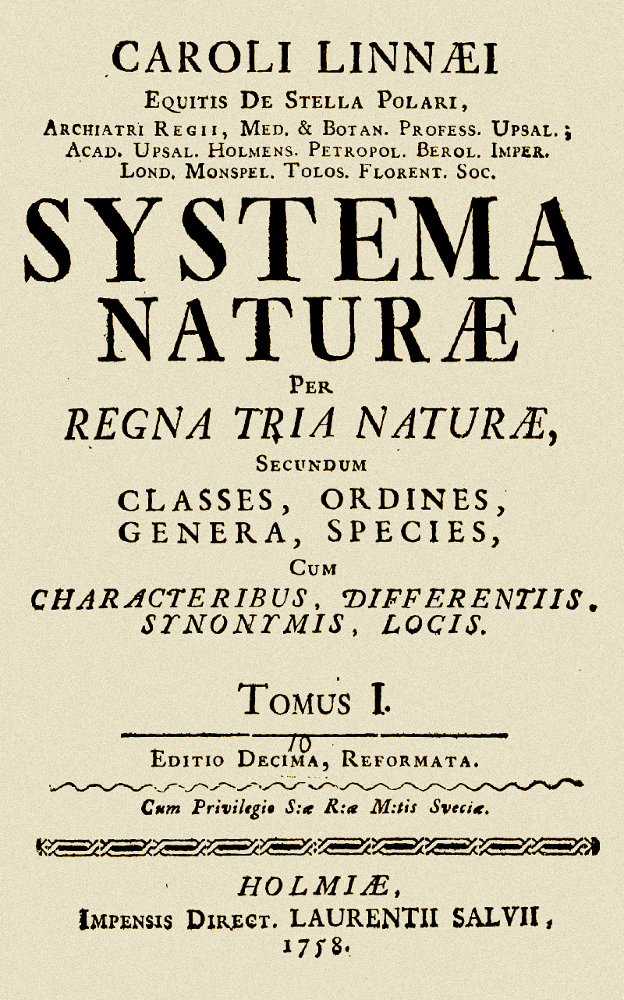 CAROLI LINNÆI
EQUITIS DE STELLA POLARI,
ARCHIATRI REGII, MED. & BOTAN. PROFESS. UPSAL.;
ACAD. UPSAL. HOLMENS. PETROPOL. BEROL. IMPER.
LOND. MONSPEL. TOLOS. FLORENT. SOC.
SYSTEMA
NATURÆ
PER
REGNA TRIA NATURÆ,
SECUNDUM
CLASSES, ORDINES,
GENERA, SPECIES,
CUM
CHARACTERIBUS, DIFFERENTIIS.
SYNONYMIS, LOCIS.
TOMUS I.
10
EDITIO DECIMA, REFORMATA.
Cum Privilegio S:æ R:æ M:tis Sveciæ.
HOLMIÆ,
IMPENSIS DIRECT. LAURENTII SALVII,
1758.